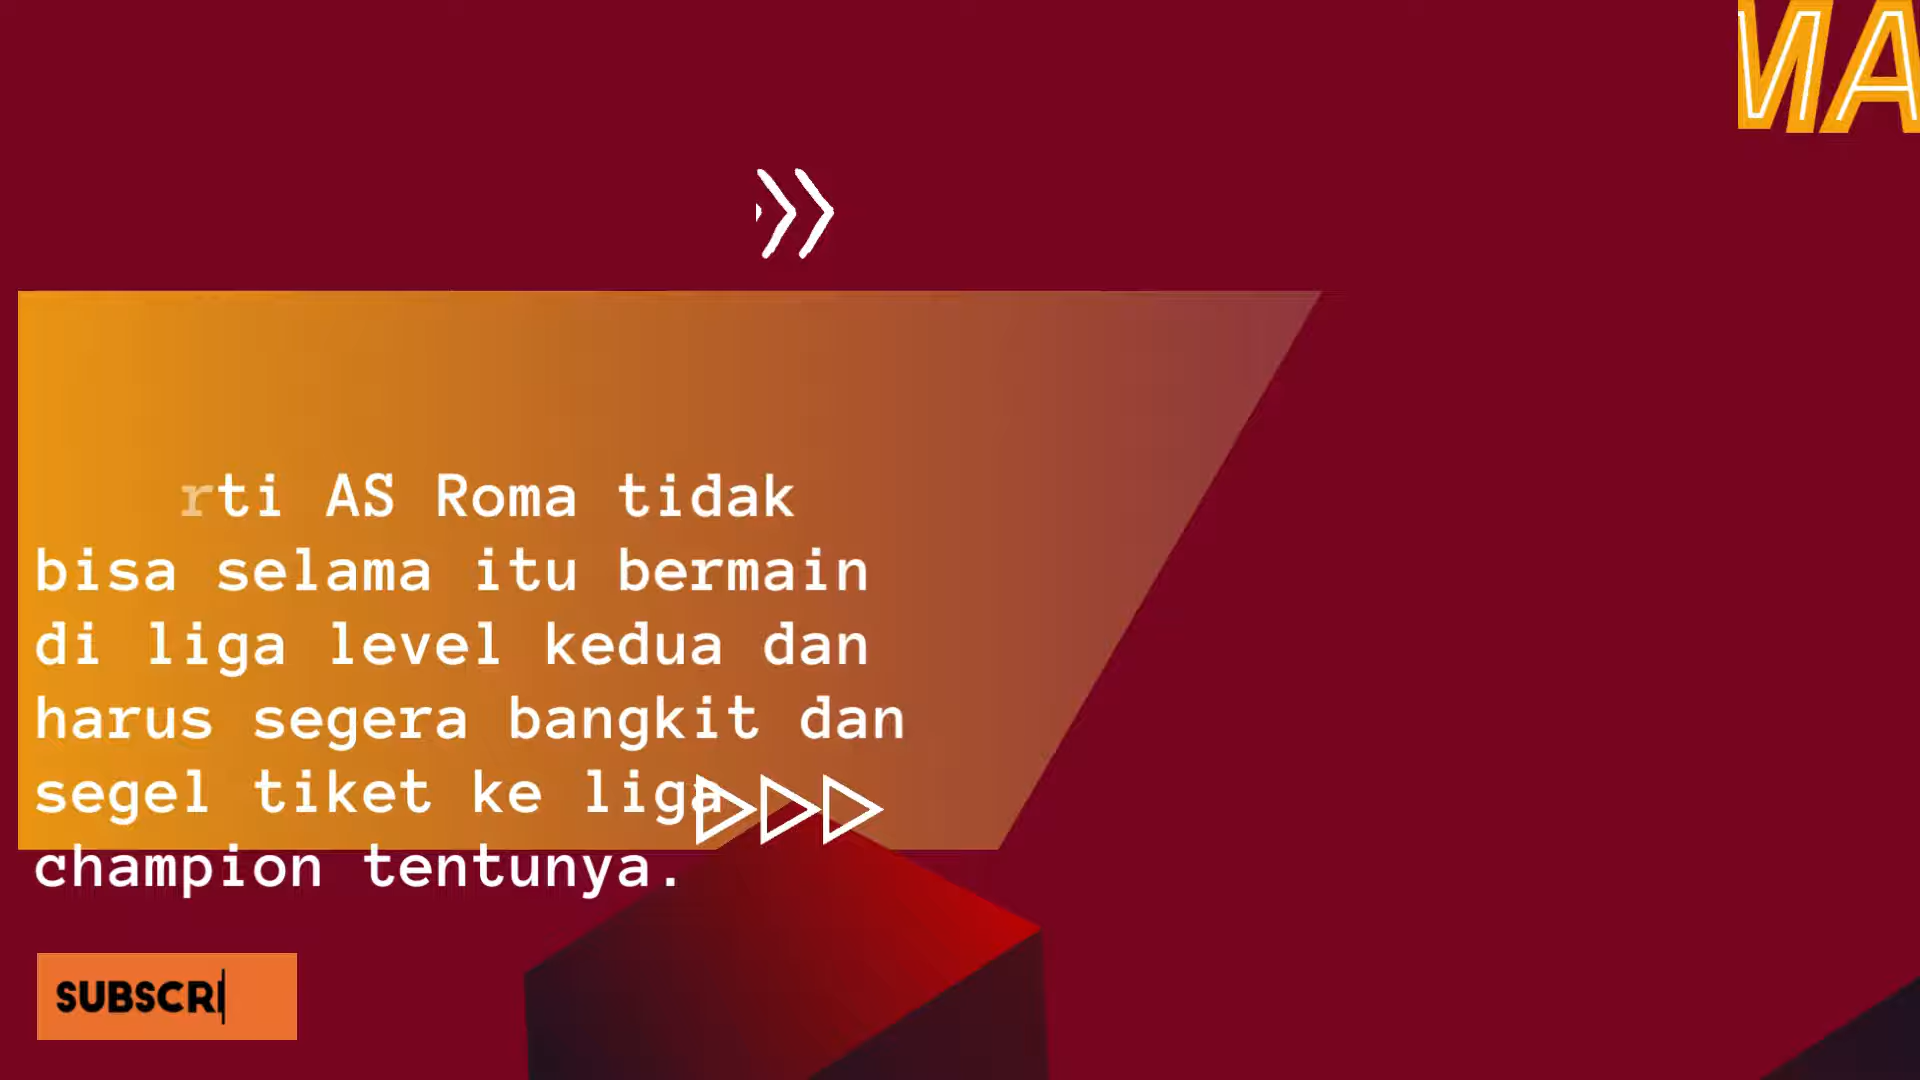 MA
rti AS Roma tidak
bisa selama itu bermain
di liga level kedua dan
harus segera bangkit dan
segel tiket ke liga
champion tentunya.
SUBSCRI